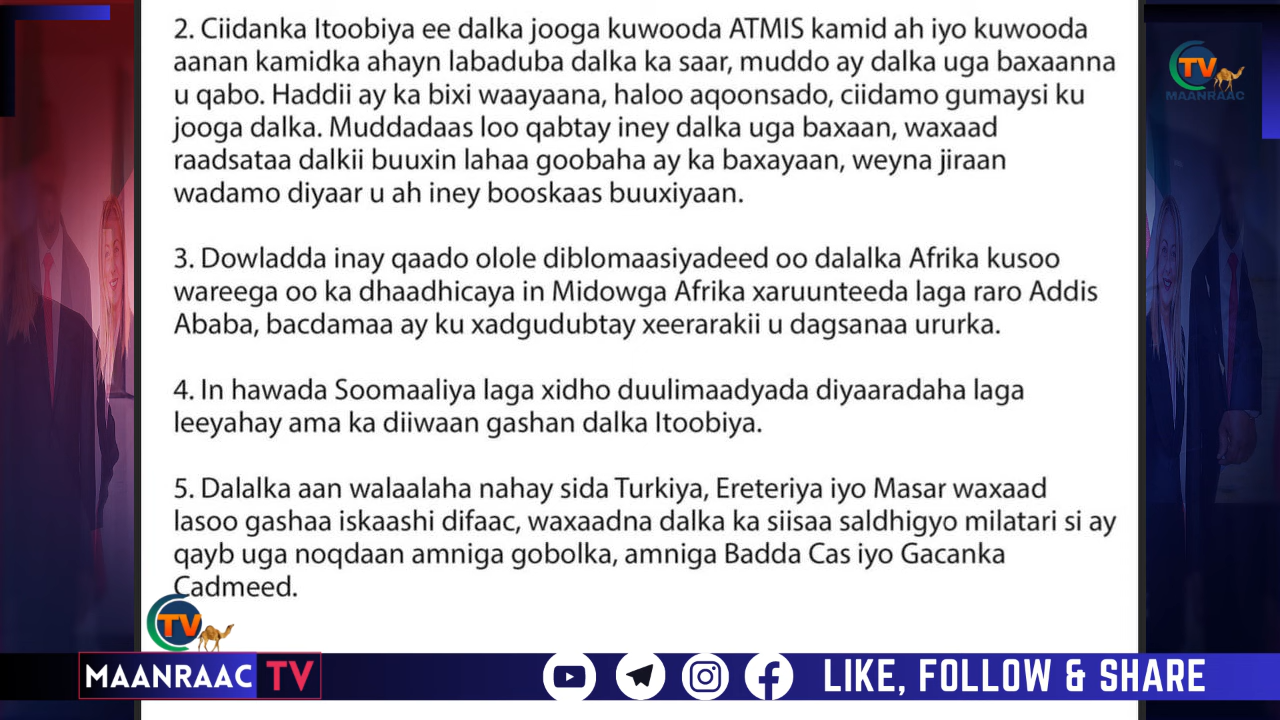 2. Ciidanka Itoobiya ee dalka jooga kuwooda ATMIS kamid ah iyo kuwooda
aanan kamidka ahayn labaduba dalka ka saar, muddo ay dalka uga baxaanna
u qabo. Haddii ay ka bixi waayaana, haloo aqoonsado, ciidamo gumaysi ku
jooga dalka. Muddadaas loo qabtay iney dalka uga baxaan, waxaad
raadsataa dalkii buuxin lahaa goobaha ay ka baxayaan, weyna jiraan
wadamo diyaar u ah iney booskaas buuxiyaan.
3. Dowladda inay qaado olole diblomaasiyadeed oo dalalka Afrika kusoo
wareega oo ka dhaadhicaya in Midowga Afrika xaruunteeda laga raro Addis
Ababa, bacdamaa ay ku xadgudubtay xeerarakii u dagsanaa ururka.
4. In hawada Soomaaliya laga xidho duulimaadyada diyaaradaha laga
leeyahay ama ka diiwaan gashan dalka Itoobiya.
5. Dalalka aan walaalaha nahay sida Turkiya, Ereteriya iyo Masar waxaad
lasoo gashaa iskaashi difaac, waxaadna dalka ka siisaa saldhigyo milatari si ay
qayb uga noqdaan amniga gobolka, amniga Badda Cas iyo Gacanka
Cadmeed.
TV
MAANRAAC
TV
MAANRAAC TV
LIKE, FOLLOW & SHARE